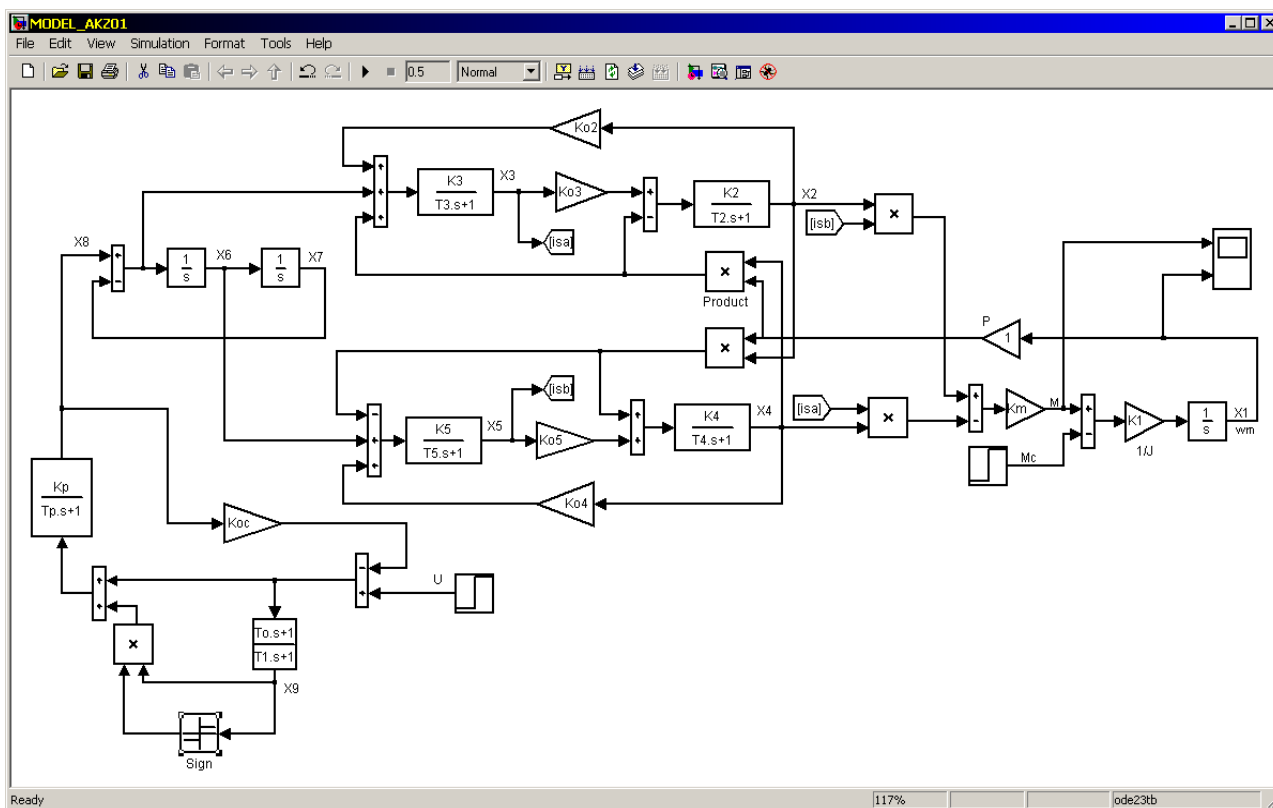 MODEL_AKZ01
File Edit View Simulation Format Tools Help
0.5 Normal
Ko2
K3
T3.s+1
X3
Ko3
K2
T2.s+1
X2
[isb]
[isa]
X8
1
s
X6
1
s
X7
Product
P
1
[isb]
[isa]
K5
T5.s+1
X5
Ko5
K4
T4.s+1
X4
Km
M
K1
1/J
1
s
X1
wm
Mc
Ko4
Kp
Tp.s+1
Koc
U
To.s+1
T1.s+1
X9
Sign
Ready 117% ode23tb